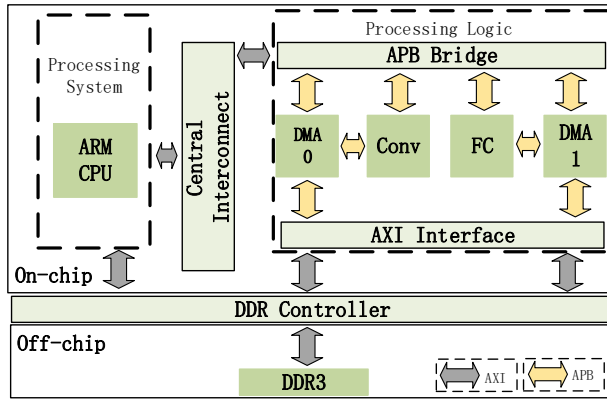 Processing
System
ARM
CPU
Central
Interconnect
Processing Logic
APB Bridge
DMA
0
Conv
FC
DMA
1
AXI Interface
On-chip
DDR Controller
Off-chip
DDR3
AXI
APB